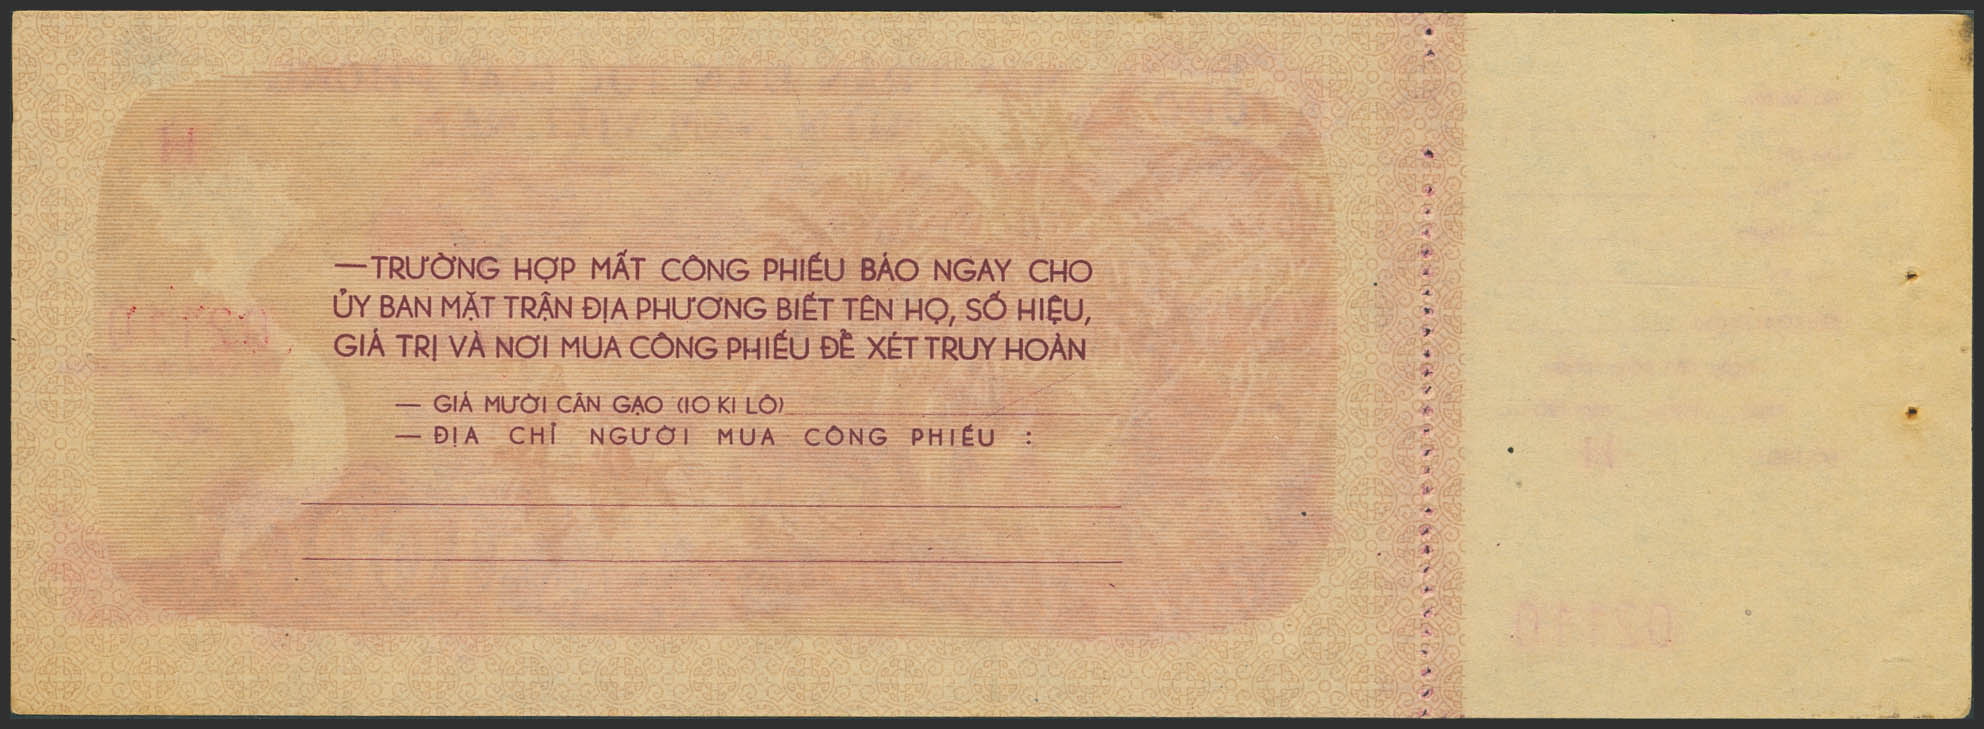 —TRƯỜNG HỢP MẤT CÔNG PHIẾU BÁO NGAY CHO
ỦY BAN MẶT TRẬN ĐỊA PHƯƠNG BIẾT TÊN HỌ, SỐ HIỆU,
GIÁ TRỊ VÀ NƠI MUA CÔNG PHIẾU ĐỂ XÉT TRUY HOÀN
— GIÁ MƯỜI CÂN GẠO (10 KI LÔ)
— ĐỊA CHỈ NGƯỜI MUA CÔNG PHIẾU :